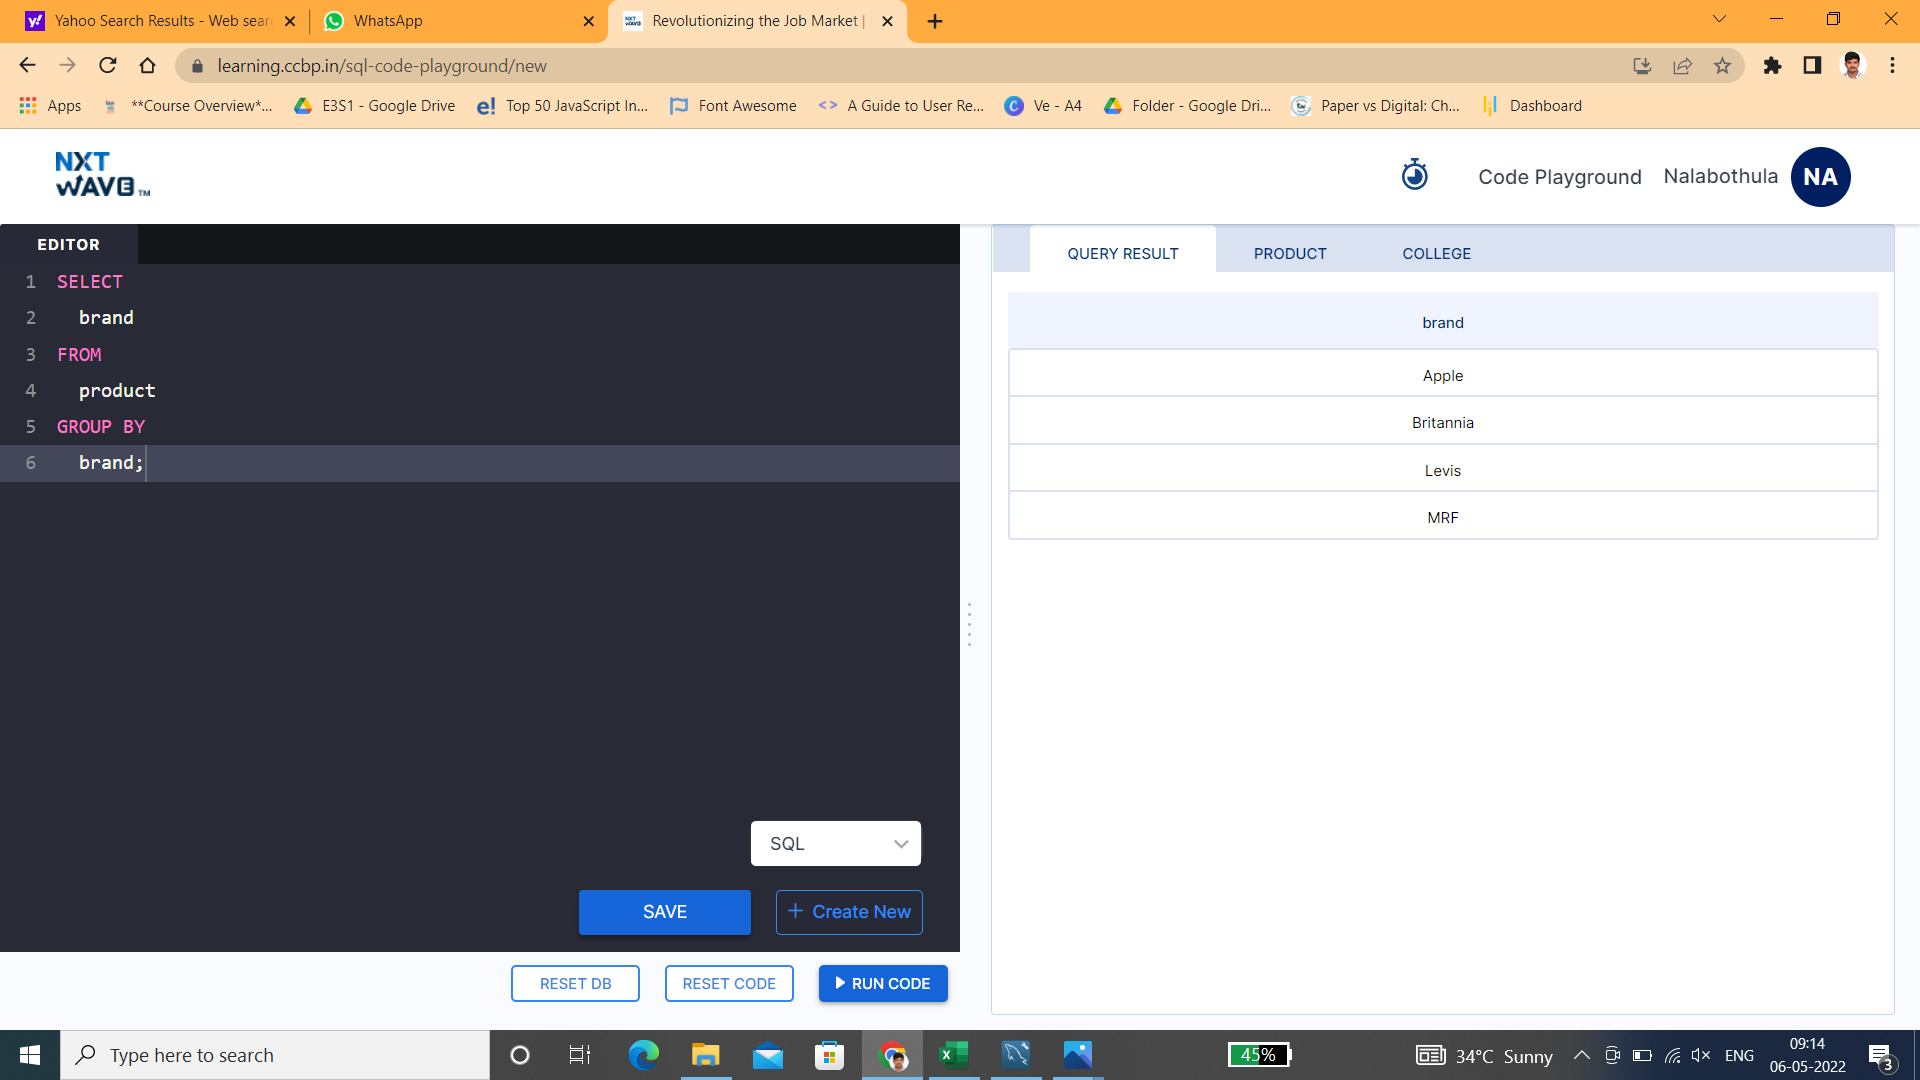 Yahoo Search Results - Web sear
WhatsApp
Revolutionizing the Job Market |
learning.ccbp.in/sql-code-playground/new
Apps
**Course Overview*...
E3S1 - Google Drive
e! Top 50 JavaScript In...
Font Awesome
<> A Guide to User Re...
C Ve - A4
Folder - Google Dri...
Paper vs Digital: Ch...
Dashboard
NXT
WAVE TM
Code Playground
Nalabothula
NA
EDITOR
1 SELECT
2 brand
3 FROM
4 product
5 GROUP BY
6 brand;
SQL
SAVE
+ Create New
RESET DB
RESET CODE
RUN CODE
QUERY RESULT
PRODUCT
COLLEGE
brand
Apple
Britannia
Levis
MRF
Type here to search
45%
34°C Sunny
ENG
09:14
06-05-2022
3